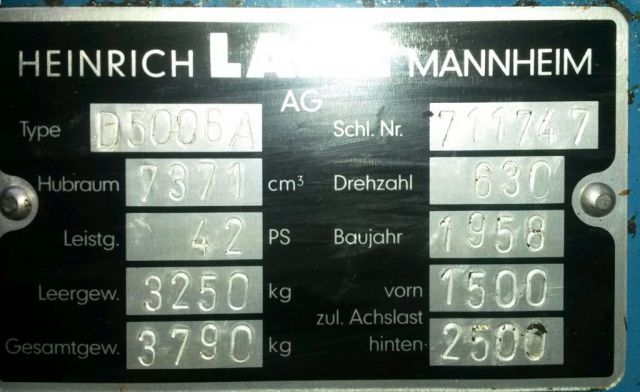 HEINRICH LANZ MANNHEIM
AG
Type D5006A Schl. Nr. 711747
Hubraum 7371 cm³ Drehzahl 630
Leistg. 42 PS Baujahr 1958
Leergew. 3250 kg vorn 1500
zul. Achslast
Gesamtgew. 3790 kg hinten 2500